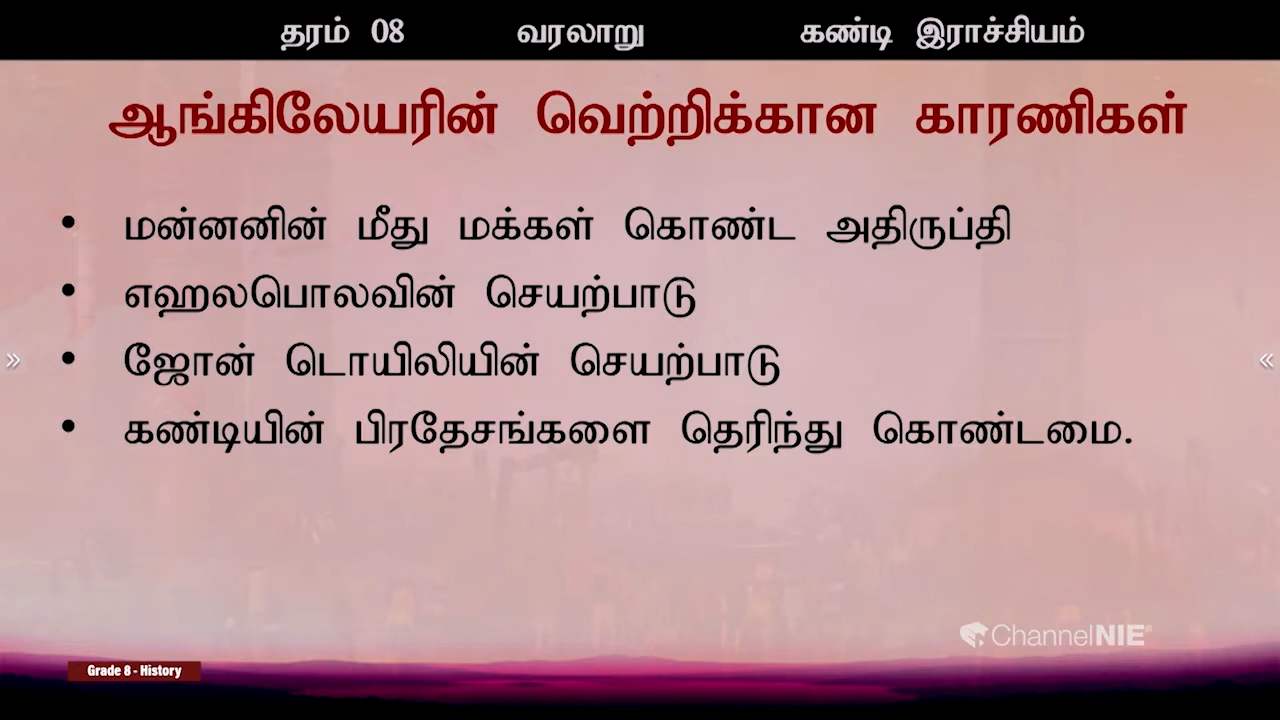 தரம் 08 வரலாறு கண்டி இராச்சியம்
ஆங்கிலேயரின் வெற்றிக்கான காரணிகள்
• மன்னனின் மீது மக்கள் கொண்ட அதிருப்தி
• எஹலபொலவின் செயற்பாடு
• ஜோன் டொயிலியின் செயற்பாடு
• கண்டியின் பிரதேசங்களை தெரிந்து கொண்டமை.
ChannelNIE®
Grade 8 - History